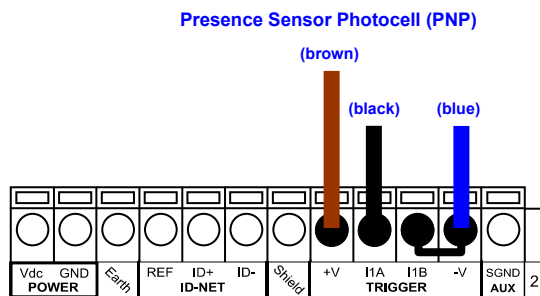 Presence Sensor Photocell (PNP)
(brown)
(black) (blue)
Vdc GND Earth REF ID+ ID- Shield +V I1A I1B -V SGND 2
POWER ID-NET TRIGGER AUX